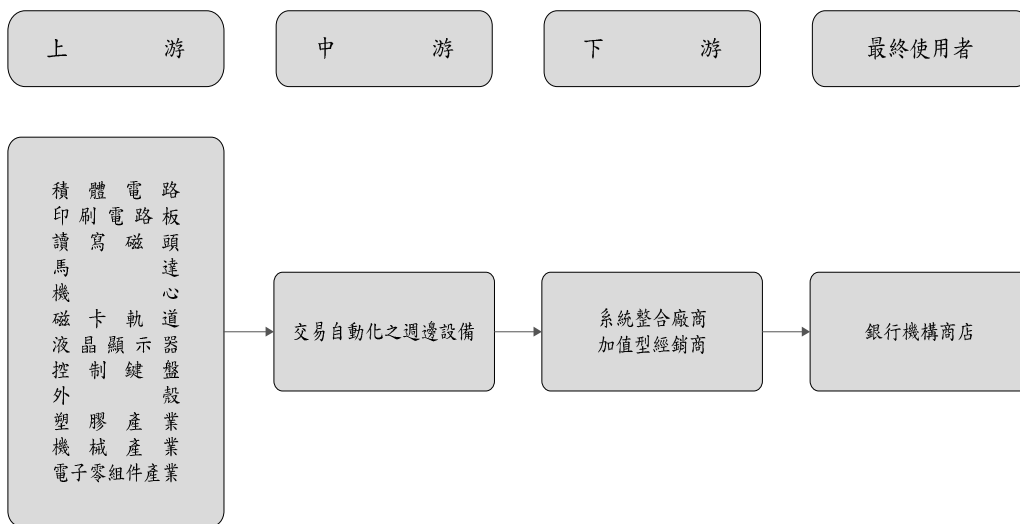 上游
中游
下游
最終使用者
積體電路
印刷電路板
讀寫磁頭
馬達
機心
磁卡軌道
液晶顯示器
控制鍵盤
外殼
塑膠產業
機械產業
電子零組件產業
交易自動化之週邊設備
系統整合廠商
加值型經銷商
銀行機構商店